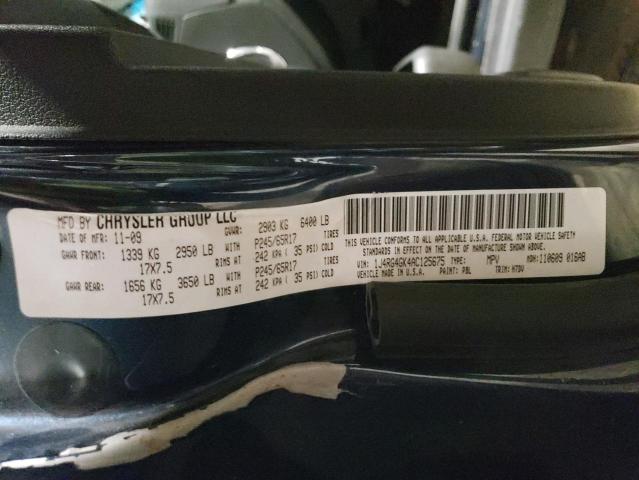 MFD BY CHRYSLER GROUP LLC
DATE OF MFR: 11-09 GVWR: 2903 KG 6400 LB
GAWR FRONT: 1339 KG 2950 LB WITH P245/65R17 TIRES
17X7.5 RIMS AT 242 KPA ( 35 PSI) COLD
GAWR REAR: 1656 KG 3650 LB WITH P245/65R17 TIRES
17X7.5 RIMS AT 242 KPA ( 35 PSI) COLD
THIS VEHICLE CONFORMS TO ALL APPLICABLE U.S.A. FEDERAL MOTOR VEHICLE SAFETY
STANDARDS IN EFFECT ON THE DATE OF MANUFACTURE SHOWN ABOVE.
VIN: 1J4RG4GK4AC125675 TYPE: MPV MDH: 110609 016AB
VEHICLE MADE IN U.S.A. PAINT: PBL TRIM: HTDV